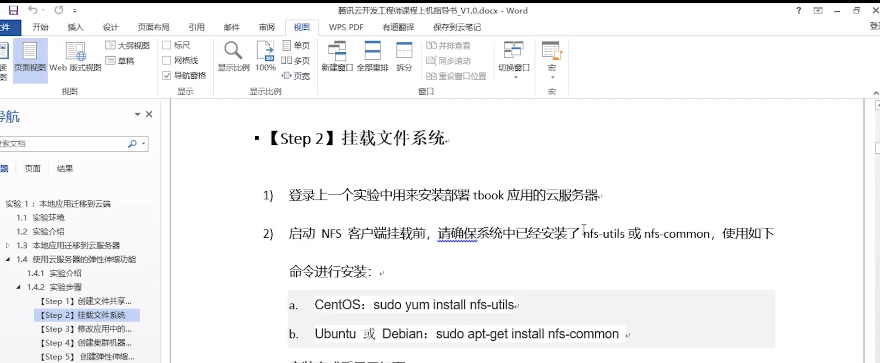 腾讯云开发工程师课程上机指导书_V1.0.docx - Word
开始 插入 设计 页面布局 引用 邮件 审阅 视图 WPS PDF 有道翻译 保存到云笔记
页面视图 Web 版式视图 大纲视图 草稿
视图
标尺
网格线
导航窗格
显示
显示比例 100% 单页 多页 页宽
显示比例
新建窗口 全部重排 拆分 并排查看 同步滚动 重设窗口位置 切换窗口
窗口
宏
宏
导航
搜索文档
题 页面 结果
实验 1：本地应用迁移到云端
1.1 实验环境
1.2 实验介绍
1.3 本地应用迁移到云服务器
1.4 使用云服务器的弹性伸缩功能
1.4.1 实验介绍
1.4.2 实验步骤
【Step 1】创建文件共享...
【Step 2】挂载文件系统
【Step 3】修改应用中的...
【Step 4】创建集群机器...
【Step 5】 创建弹性伸缩...
【Step 2】挂载文件系统
1) 登录上一个实验中用来安装部署 tbook 应用的云服务器
2) 启动 NFS 客户端挂载前，请确保系统中已经安装了 nfs-utils 或 nfs-common，使用如下
命令进行安装：
a. CentOS：sudo yum install nfs-utils
b. Ubuntu 或 Debian：sudo apt-get install nfs-common